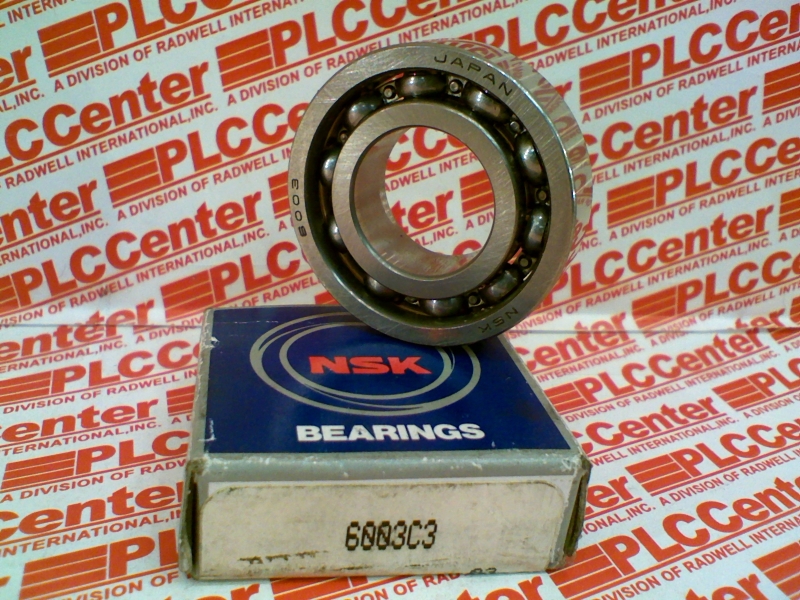 PLCCenter
A DIVISION OF RADWELL INTERNATIONAL,INC.
JAPAN
6003
NSK
NSK
BEARINGS
6003C3